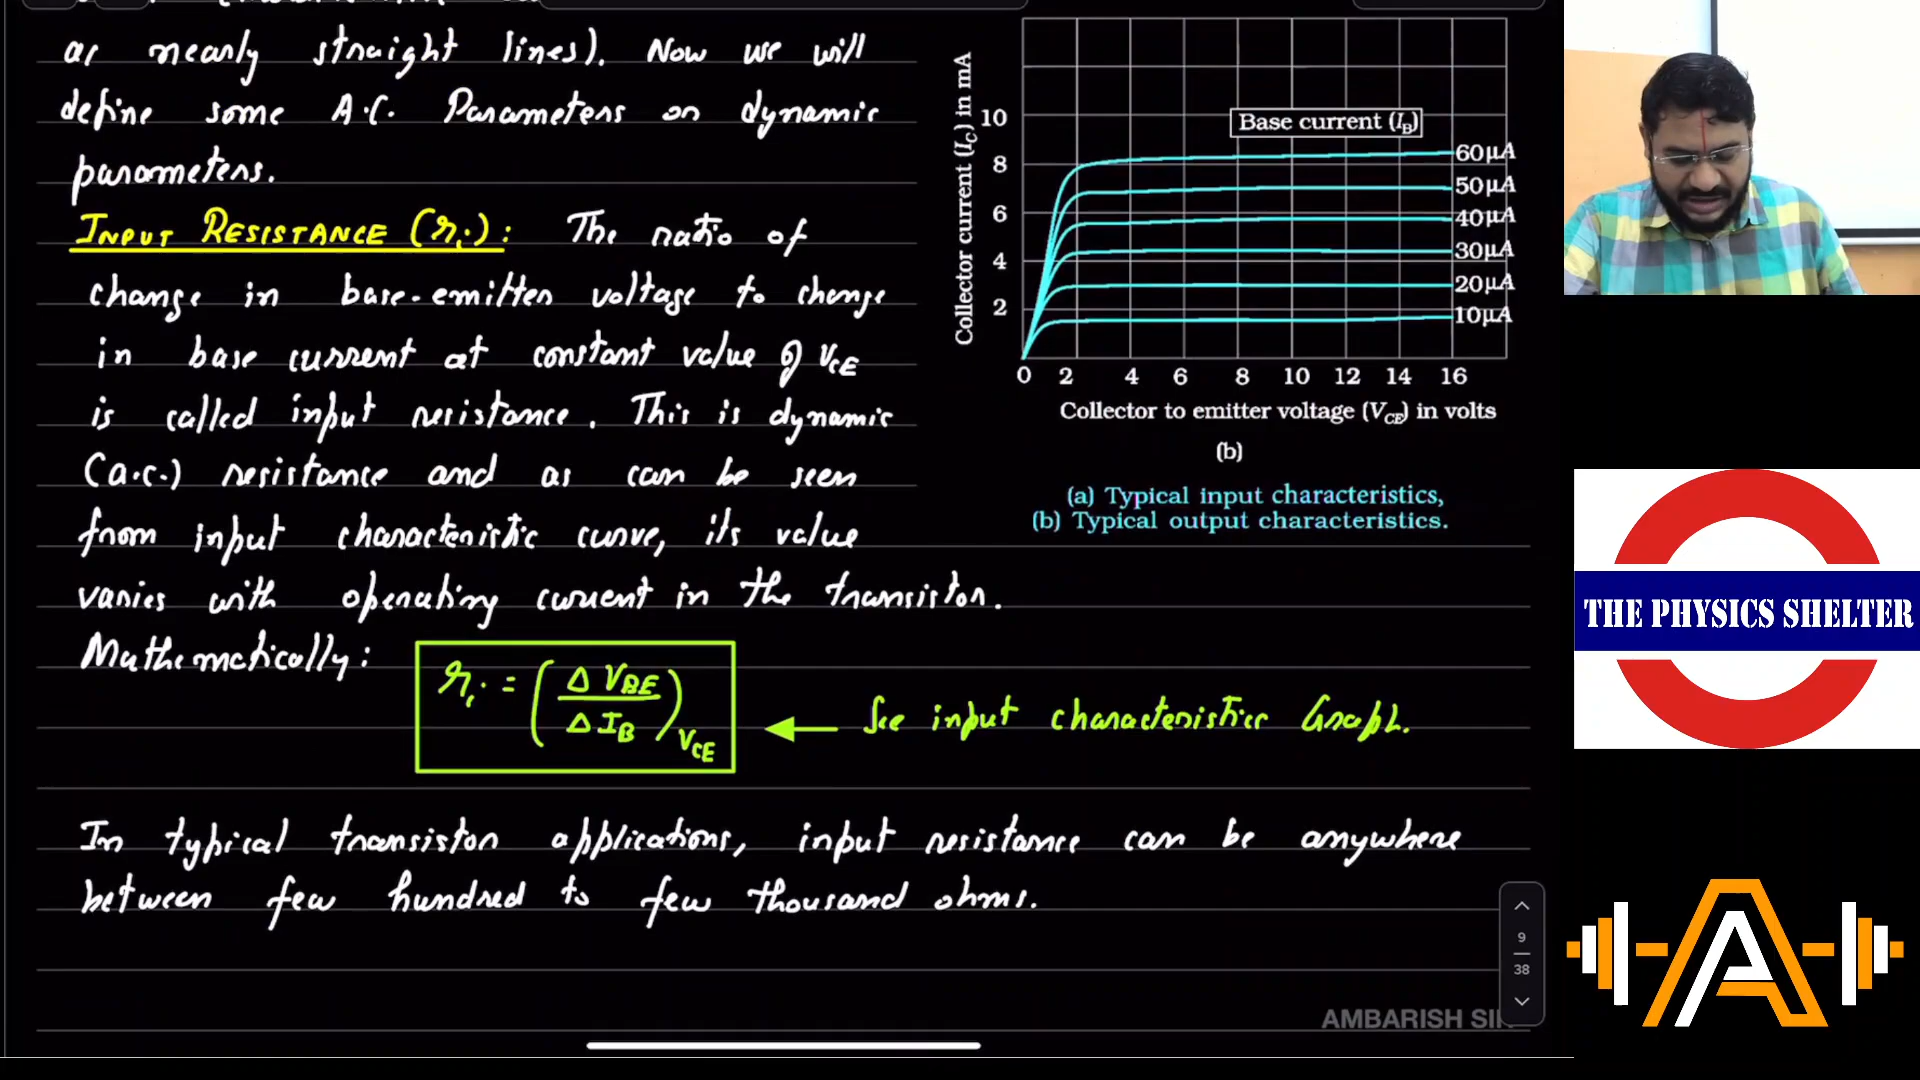 as nearly straight lines). Now we will
define some A.C. Parameters or dynamic
parameters.
INPUT RESISTANCE (ri): The ratio of
change in base-emitter voltage to change
in base current at constant value of VCE
is called input resistance. This is dynamic
(a.c.) resistance and as can be seen
from input characteristic curve, its value
varies with operating current in the transistor.
Mathematically:
ri = (ΔVBE / ΔIB)VCE ← See input characteristics Graph.
In typical transistor applications, input resistance can be anywhere
between few hundred to few thousand ohms.
Collector current (IC) in mA
10
8
6
4
2
Base current (IB)
60μA
50μA
40μA
30μA
20μA
10μA
0 2 4 6 8 10 12 14 16
Collector to emitter voltage (VCE) in volts
(b)
(a) Typical input characteristics,
(b) Typical output characteristics.
9
38
AMBARISH SIR
THE PHYSICS SHELTER